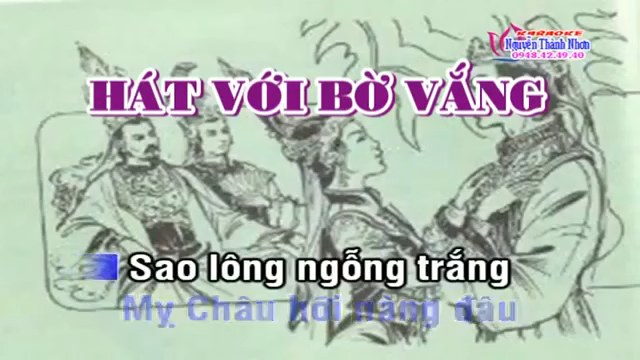 KARAOKE
Nguyễn Thành Nhơn
0948.42.49.40
HÁT VỚI BỜ VẮNG
Sao lông ngỗng trắng
Mỵ Châu hỡi nàng đâu